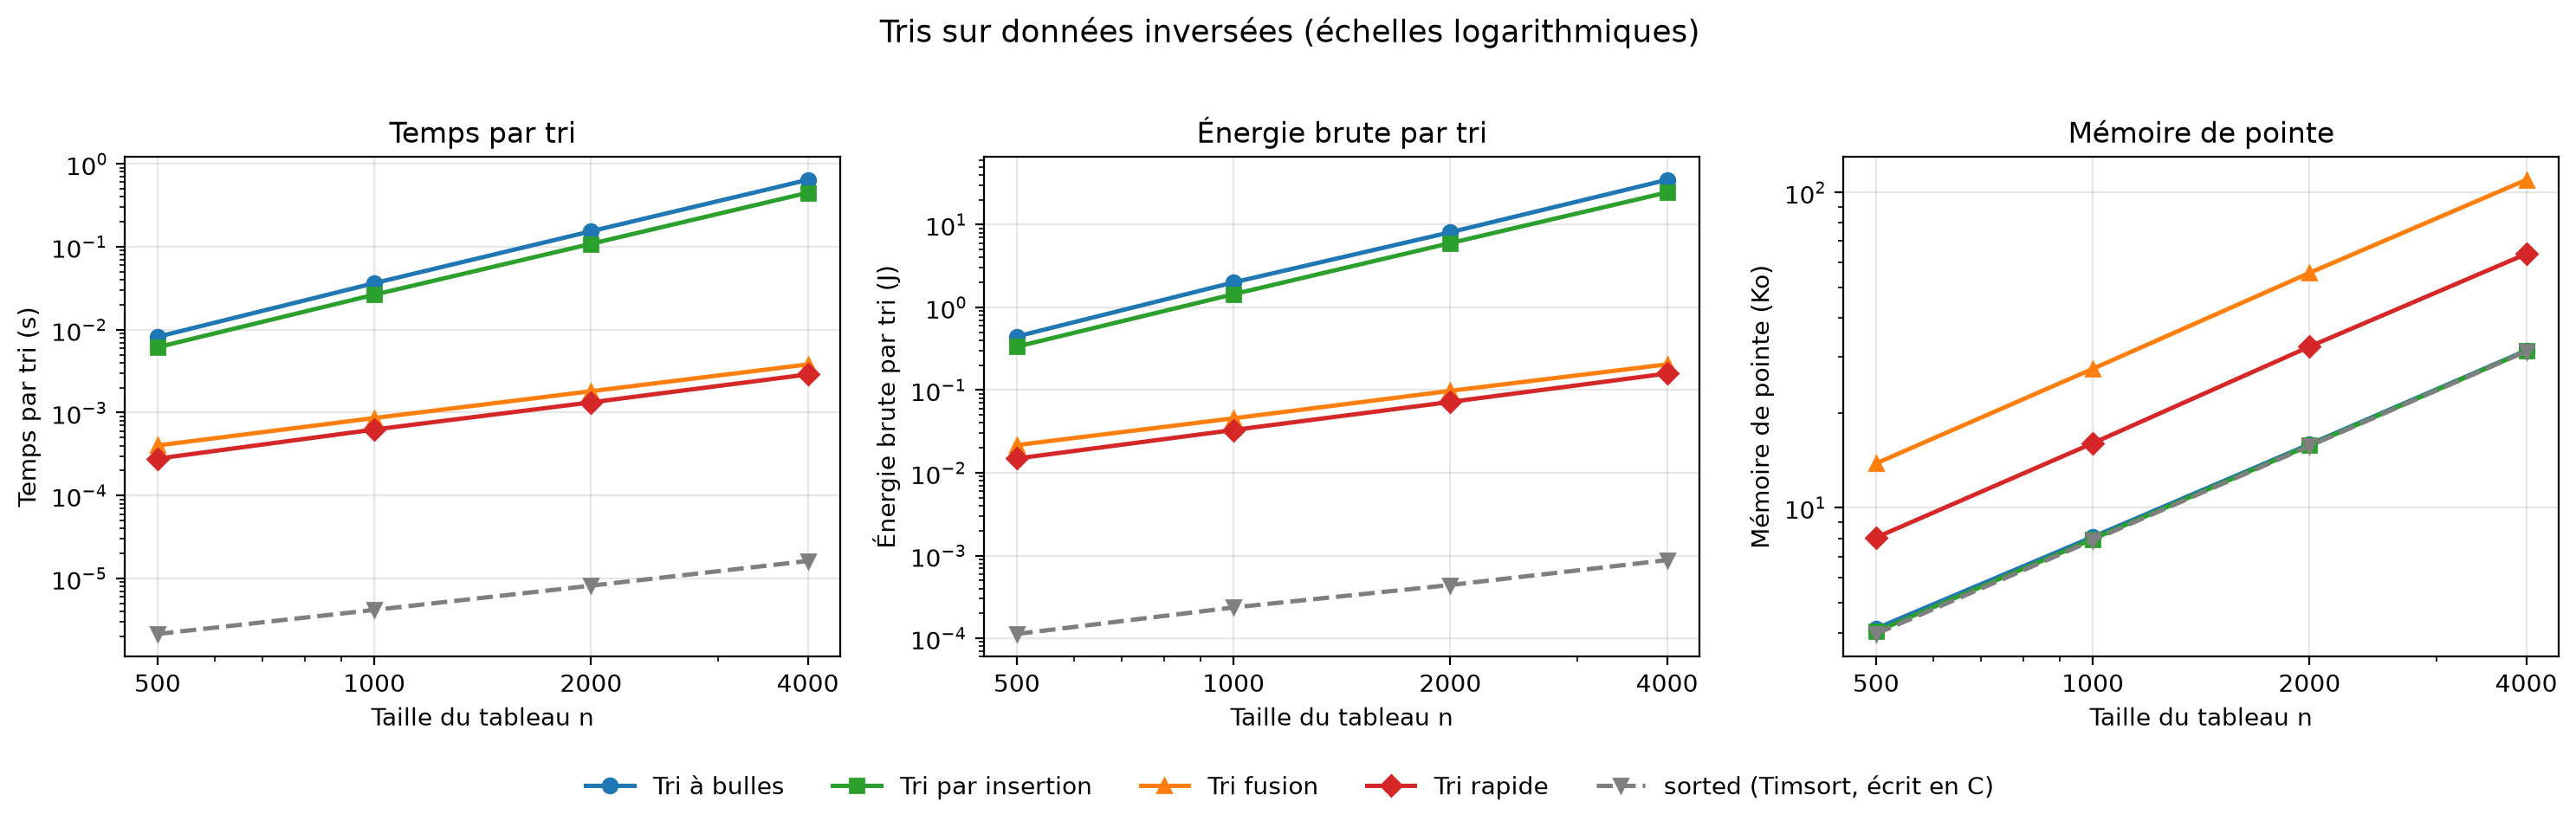 Tris sur données inversées (échelles logarithmiques)
Temps par tri
Temps par tri (s)
10⁰
10⁻¹
10⁻²
10⁻³
10⁻⁴
10⁻⁵
500 1000 2000 4000
Taille du tableau n
Énergie brute par tri
Énergie brute par tri (J)
10¹
10⁰
10⁻¹
10⁻²
10⁻³
10⁻⁴
500 1000 2000 4000
Taille du tableau n
Mémoire de pointe
Mémoire de pointe (Ko)
10²
10¹
500 1000 2000 4000
Taille du tableau n
Tri à bulles Tri par insertion Tri fusion Tri rapide sorted (Timsort, écrit en C)